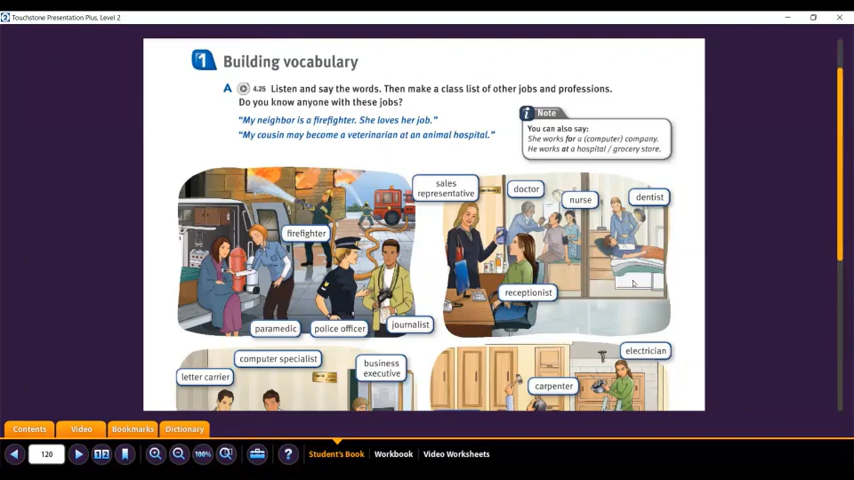 Touchstone Presentation Plus, Level 2
1 Building vocabulary
A 4.25 Listen and say the words. Then make a class list of other jobs and professions.
Do you know anyone with these jobs?
"My neighbor is a firefighter. She loves her job."
"My cousin may become a veterinarian at an animal hospital."
i Note
You can also say:
She works for a (computer) company.
He works at a hospital / grocery store.
sales
representative
doctor
nurse
dentist
firefighter
receptionist
paramedic
police officer
journalist
computer specialist
letter carrier
business
executive
electrician
carpenter
Contents
Video
Bookmarks
Dictionary
120
1 2
100%
?
Student's Book
Workbook
Video Worksheets